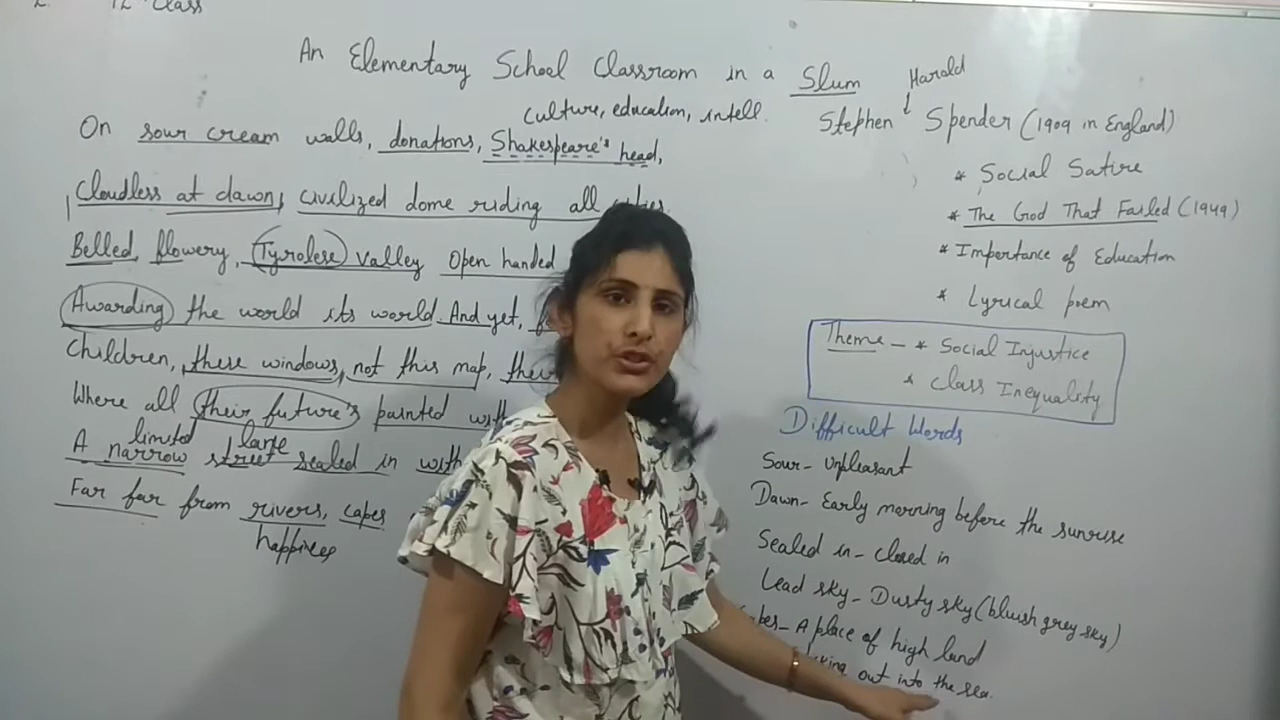 12 Class
An Elementary School Classroom in a Slum
Harald
culture, education, intell.
Stephen Spender (1909 in England)
On sour cream walls, donations, Shakespeare's head,
Cloudless at dawn, civilized dome riding all cities.
Belled, flowery, Tyrolese valley Open handed
Awarding the world its world. And yet,
Children, these windows, not this map, their
Where all their future's painted with
limited lane
A narrow street sealed in with
Far far from rivers, capes
happiness
* Social Satire
* The God That Failed (1949)
* Importance of Education
* Lyrical poem
Theme - * Social Injustice
* Class Inequality
Difficult Words
Sour - Unpleasant
Dawn - Early morning before the sunrise
Sealed in - closed in
Lead sky - Dusty sky (bluish grey sky)
A place of high land
out into the sea.